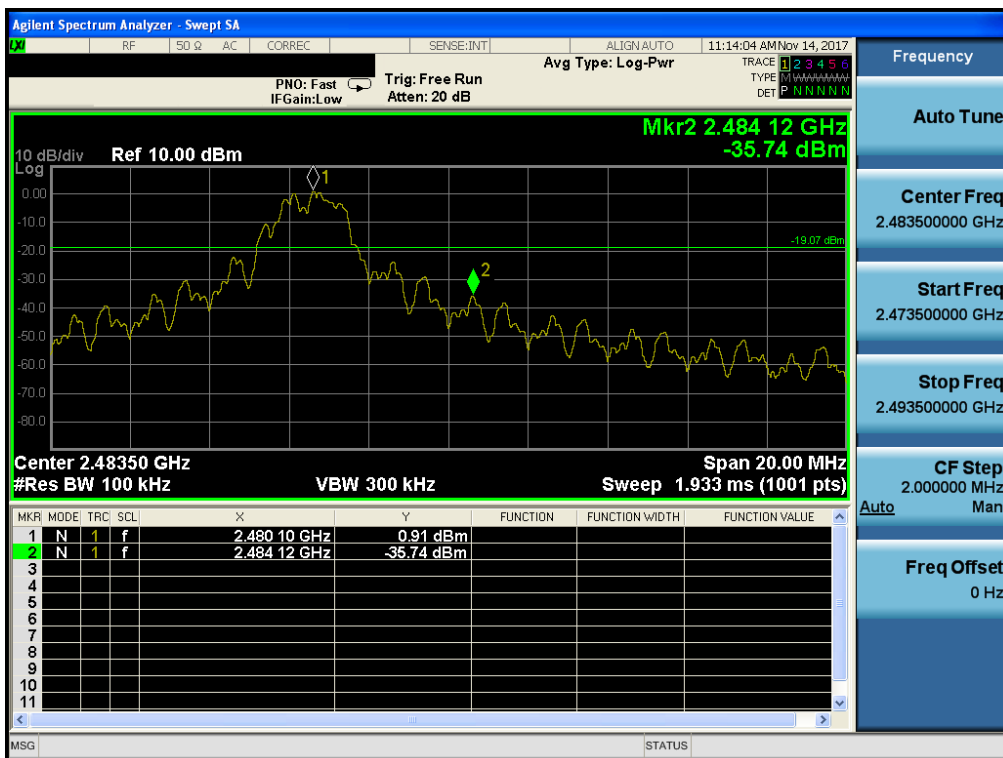 Agilent Spectrum Analyzer - Swept SA
LXI RF 50 Ω AC CORREC SENSE:INT ALIGN AUTO 11:14:04 AM Nov 14, 2017
Frequency
Avg Type: Log-Pwr
TRACE 1 2 3 4 5 6
PNO: Fast Trig: Free Run
TYPE M
IFGain:Low Atten: 20 dB
DET P N N N N N
Auto Tune
Mkr2 2.484 12 GHz
10 dB/div Ref 10.00 dBm -35.74 dBm
Log
1
0.00
-10.0
-20.0
-19.07 dBm
-30.0
2
-40.0
-50.0
-60.0
-70.0
-80.0
Center Freq
2.483500000 GHz
Start Freq
2.473500000 GHz
Stop Freq
2.493500000 GHz
Center 2.48350 GHz Span 20.00 MHz
#Res BW 100 kHz VBW 300 kHz Sweep 1.933 ms (1001 pts)
CF Step
2.000000 MHz
Auto Man
MKR MODE TRC SCL X Y FUNCTION FUNCTION WIDTH FUNCTION VALUE
1 N 1 f 2.480 10 GHz 0.91 dBm
2 N 1 f 2.484 12 GHz -35.74 dBm
3
4
5
6
7
8
9
10
11
Freq Offset
0 Hz
MSG STATUS